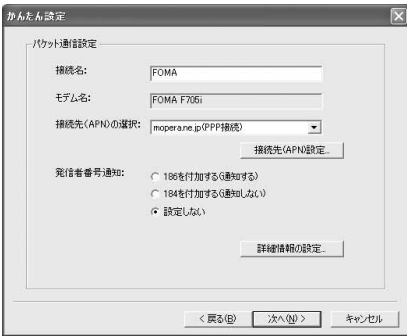 かんたん設定
パケット通信設定
接続名: FOMA
モデム名: FOMA F705i
接続先(APN)の選択: mopera.ne.jp(PPP接続)
接続先(APN)設定...
発信者番号通知: 186を付加する(通知する)
184を付加する(通知しない)
設定しない
詳細情報の設定...
< 戻る(B) 次へ(N) > キャンセル